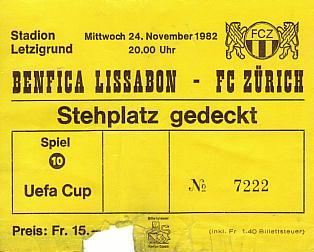 Stadion
Letzigrund
Mittwoch 24. November 1982
20.00 Uhr
FCZ
BENFICA LISSABON - FC ZÜRICH
Stehplatz gedeckt
Spiel
10
Uefa Cup
No 7222
Preis: Fr. 15.—
Billettsteuer
(inkl. Fr 1.40 Billettsteuer)